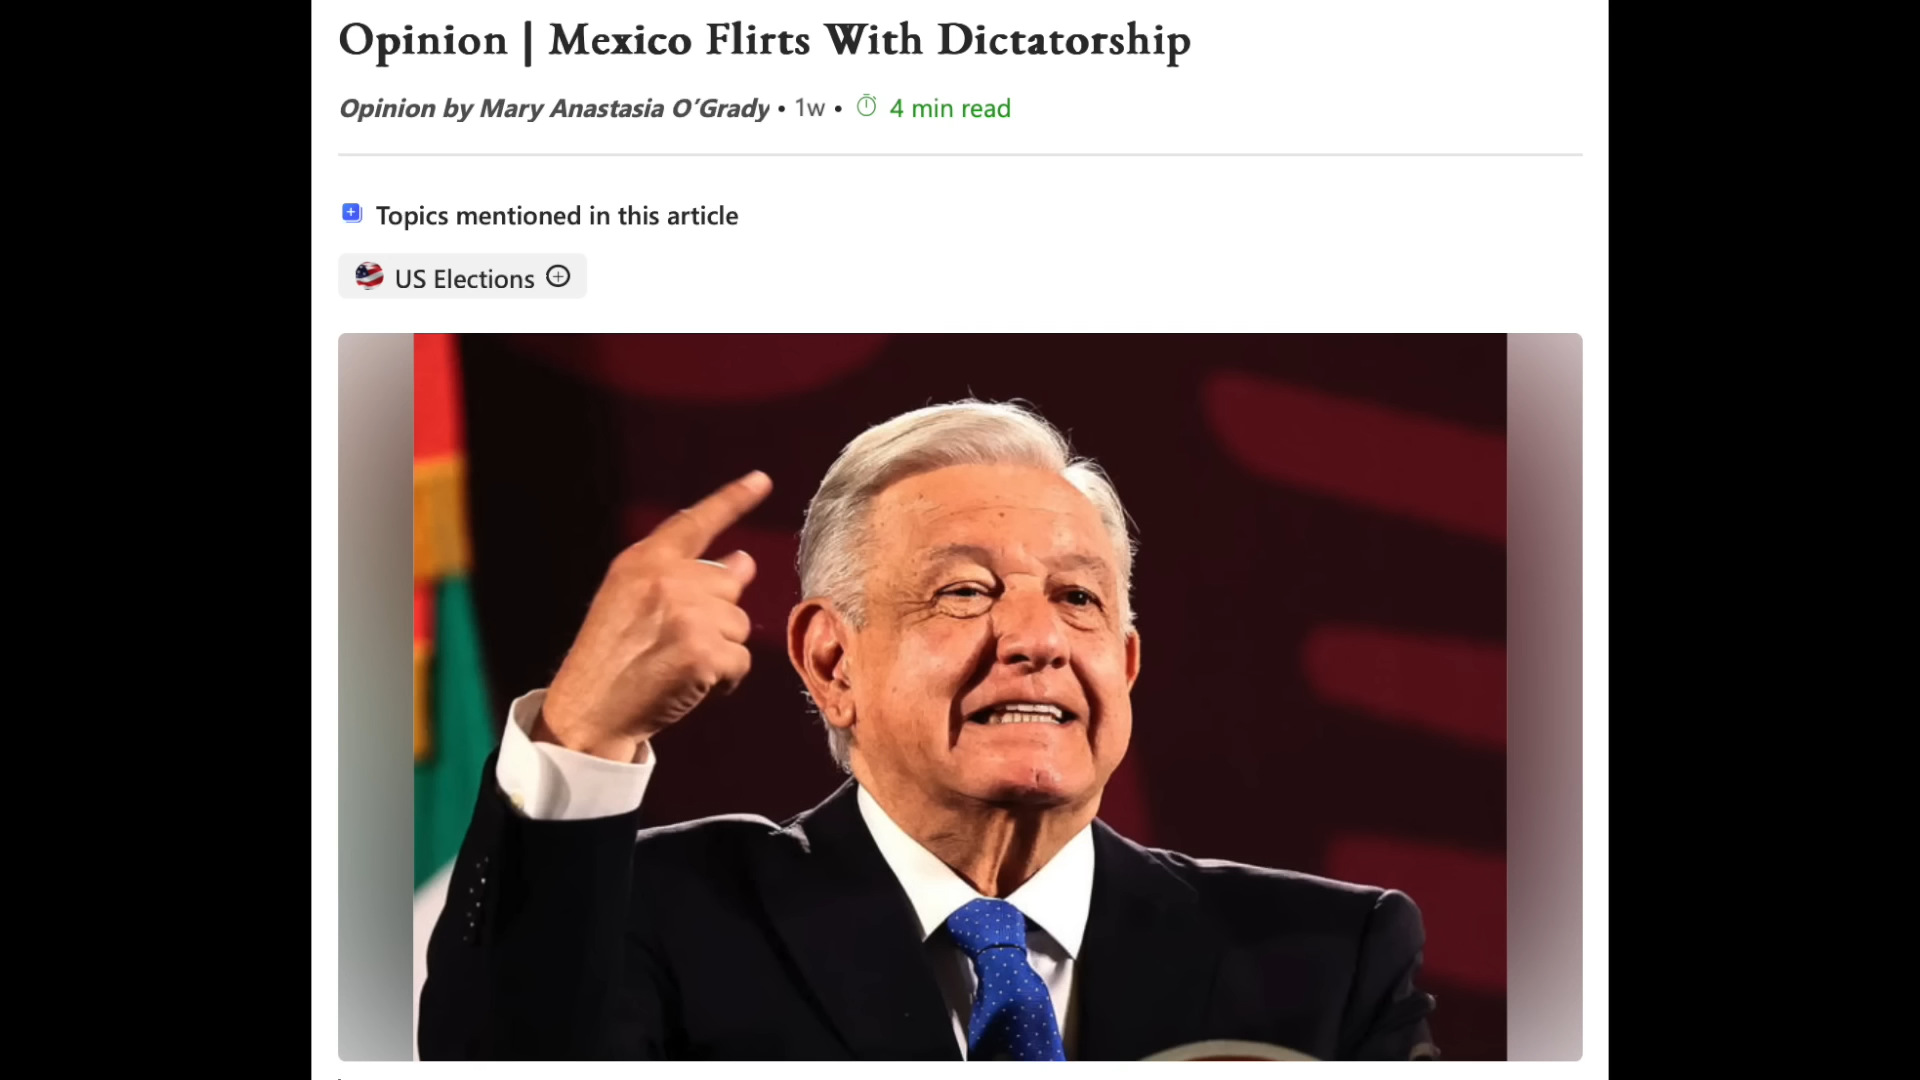 Opinion | Mexico Flirts With Dictatorship
Opinion by Mary Anastasia O’Grady • 1w • 4 min read
Topics mentioned in this article
US Elections